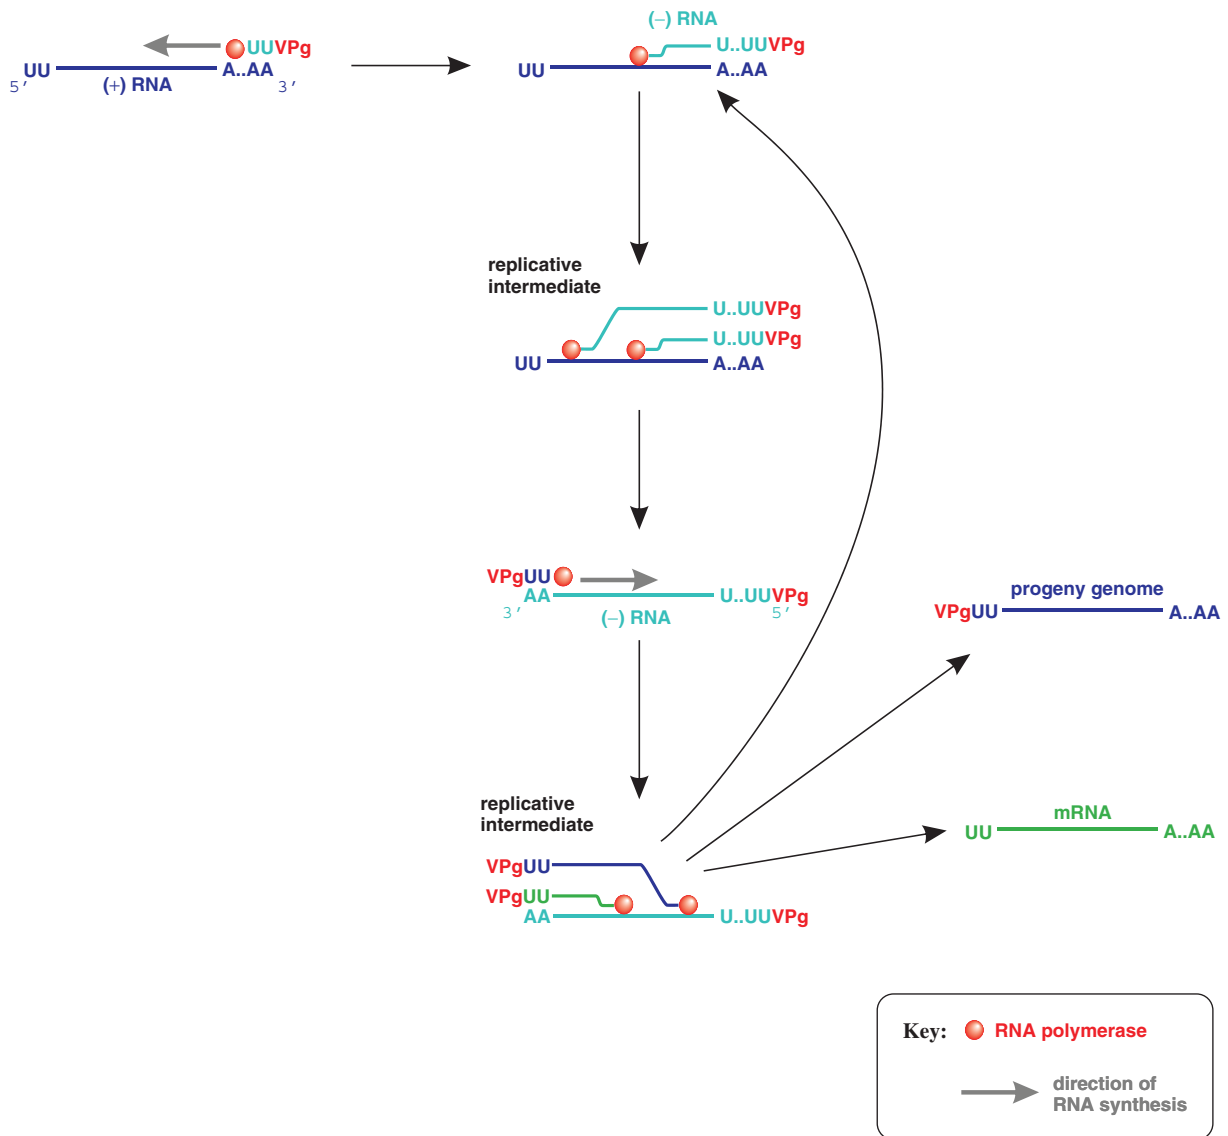 (–) RNA
UUVPg
U..UUVPg
UU
A..AA
5′
(+) RNA
3′
UU
A..AA
replicative
intermediate
U..UUVPg
U..UUVPg
UU
A..AA
VPgUU
AA
U..UUVPg
3′
(–) RNA
5′
progeny genome
VPgUU
A..AA
replicative
intermediate
mRNA
UU
A..AA
VPgUU
VPgUU
AA
U..UUVPg
Key:
RNA polymerase
direction of
RNA synthesis